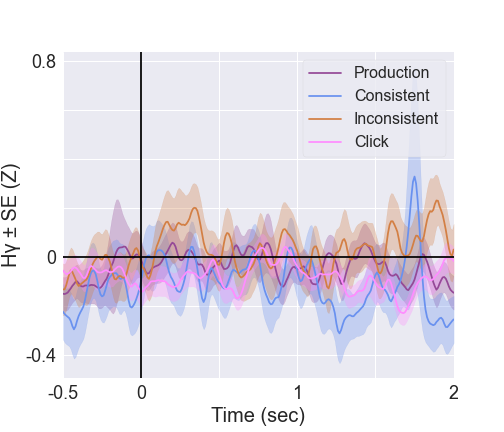 Production
Consistent
Inconsistent
Click
0.8
0
-0.4
Hγ ± SE (Z)
-0.5
0
1
2
Time (sec)